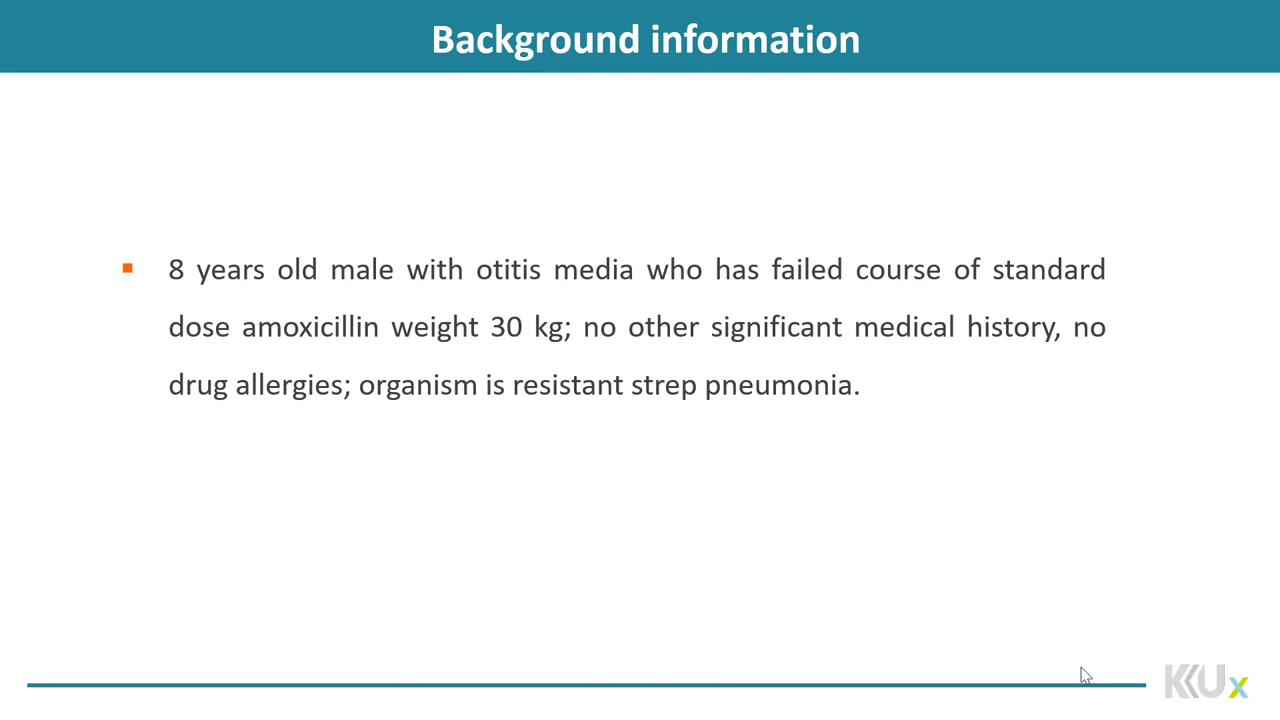 Background information
▪ 8 years old male with otitis media who has failed course of standard
dose amoxicillin weight 30 kg; no other significant medical history, no
drug allergies; organism is resistant strep pneumonia.
KKUx